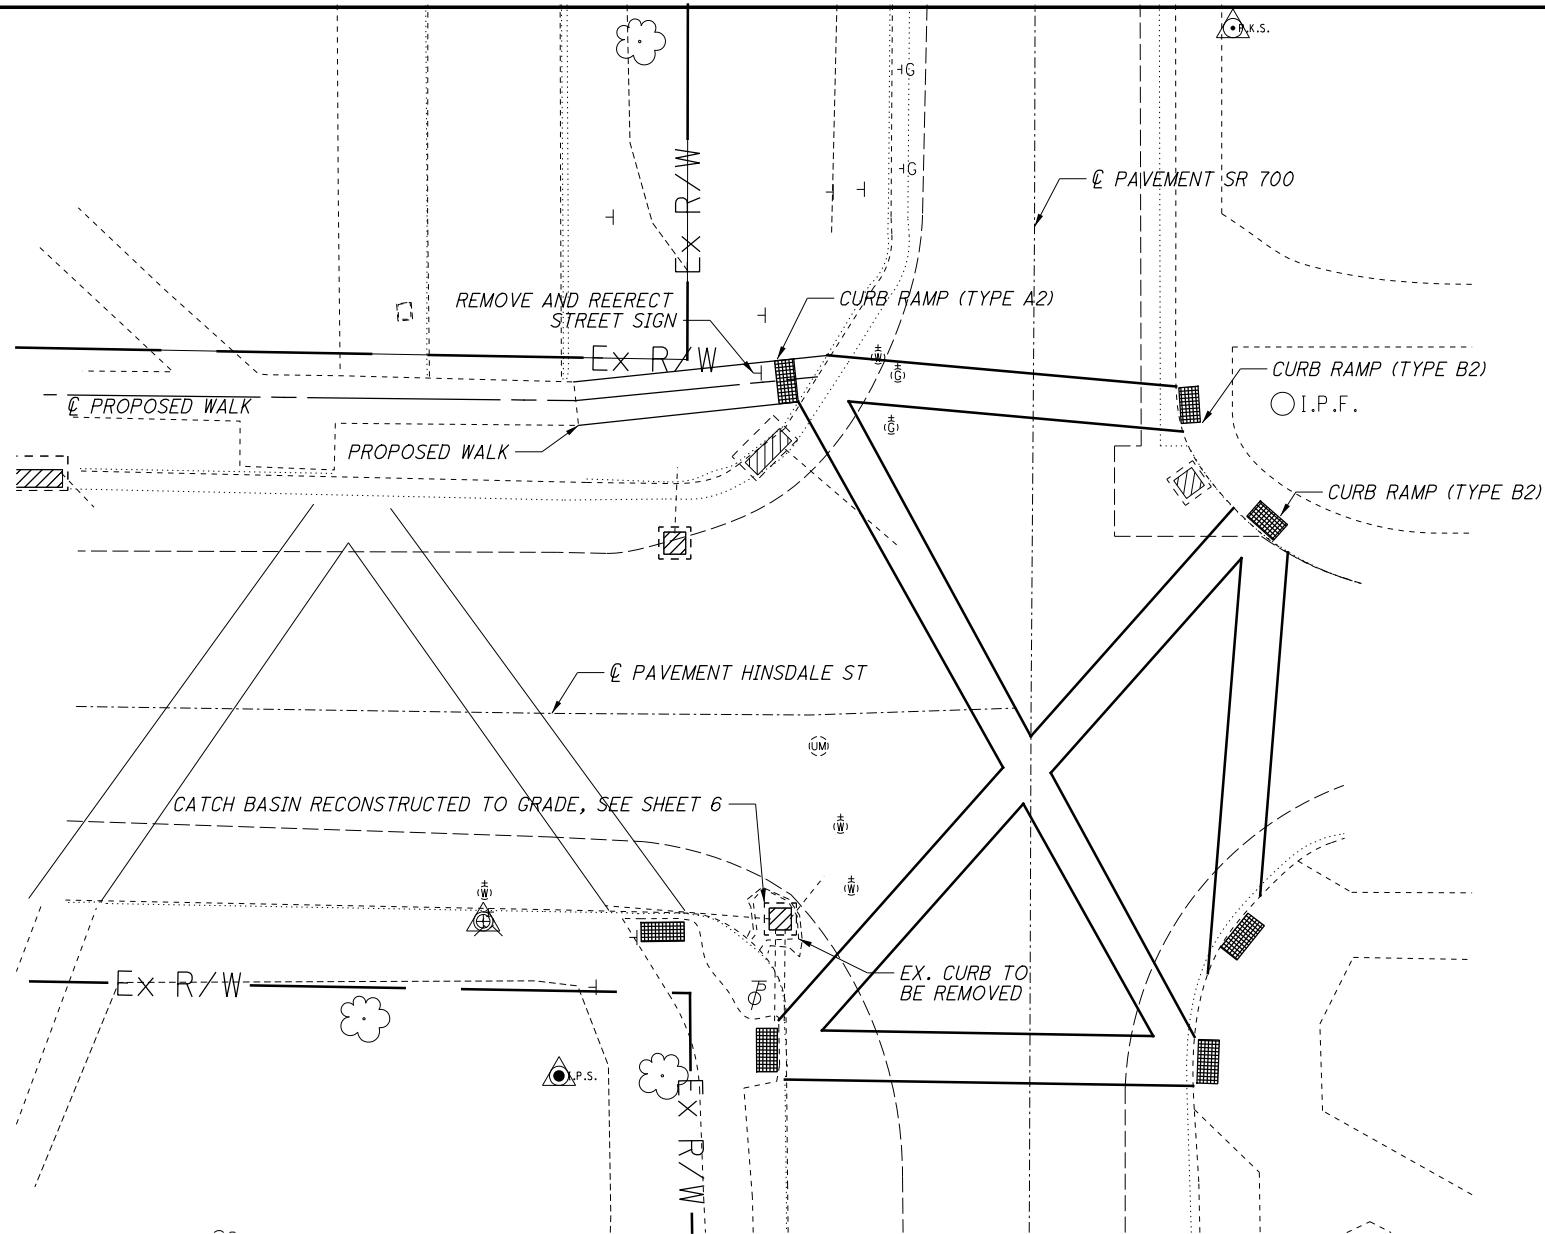 R.K.S.
G
G
Ex R/W
℄ PAVEMENT SR 700
REMOVE AND REERECT
STREET SIGN
CURB RAMP (TYPE A2)
Ex R/W
W
G
CURB RAMP (TYPE B2)
I.P.F.
℄ PROPOSED WALK
G
PROPOSED WALK
CURB RAMP (TYPE B2)
℄ PAVEMENT HINSDALE ST
UM
CATCH BASIN RECONSTRUCTED TO GRADE, SEE SHEET 6
W
W
W
Ex R/W
EX. CURB TO
BE REMOVED
I.P.S.
Ex R/W